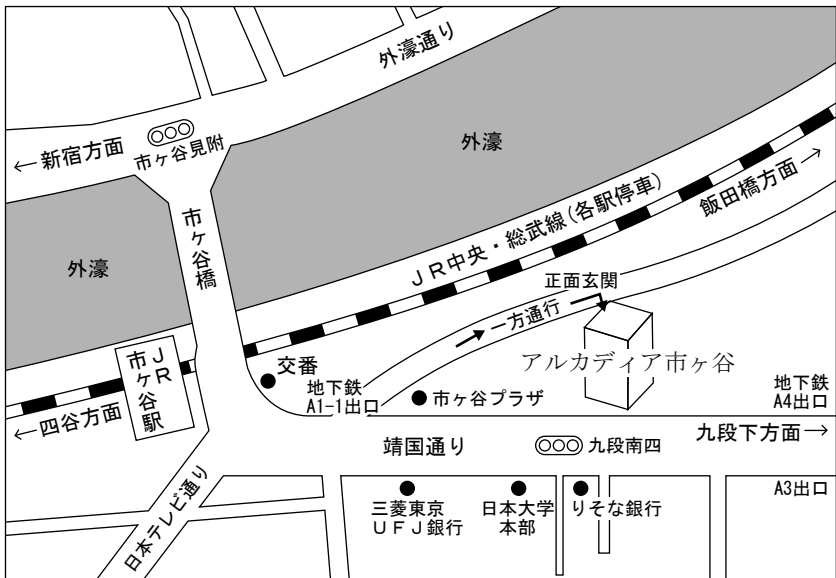 外濠通り
←新宿方面
市ヶ谷見附
外濠
市ヶ谷橋
外濠
ＪＲ中央・総武線(各駅停車)
飯田橋方面→
正面玄関
→一方通行
アルカディア市ヶ谷
ＪＲ
市ヶ谷駅
交番
地下鉄
A1-1出口
市ヶ谷プラザ
地下鉄
A4出口
←四谷方面
靖国通り
九段南四
九段下方面→
日本テレビ通り
三菱東京
ＵＦＪ銀行
日本大学
本部
りそな銀行
A3出口